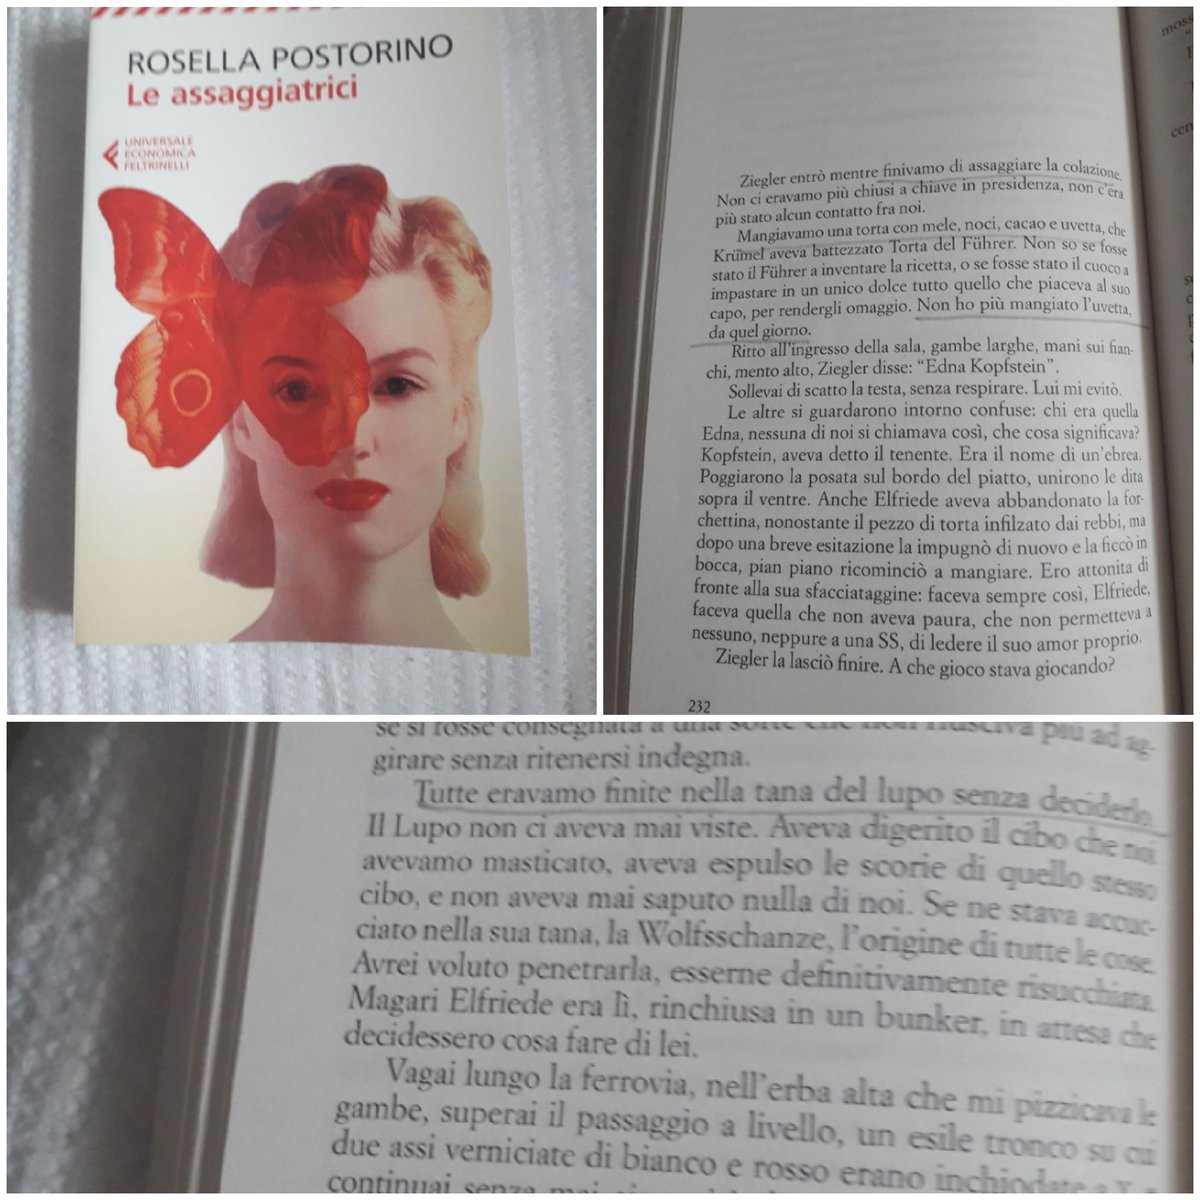 ROSELLA POSTORINO
Le assaggiatrici
UNIVERSALE
ECONOMICA
FELTRINELLI
Ziegler entrò mentre finivamo di assaggiare la colazione.
Non ci eravamo più chiusi a chiave in presidenza, non c'era
più stato alcun contatto fra noi.
Mangiavamo una torta con mele, noci, cacao e uvetta, che
Krümel aveva battezzato Torta del Führer. Non so se fosse
stato il Führer a inventare la ricetta, o se fosse stato il cuoco a
impastare in un unico dolce tutto quello che piaceva al suo
capo, per rendergli omaggio. Non ho più mangiato l'uvetta,
da quel giorno.
Ritto all'ingresso della sala, gambe larghe, mani sui fian-
chi, mento alto, Ziegler disse: “Edna Kopfstein”.
Sollevai di scatto la testa, senza respirare. Lui mi evitò.
Le altre si guardarono intorno confuse: chi era quella
Edna, nessuna di noi si chiamava così, che cosa significava?
Kopfstein, aveva detto il tenente. Era il nome di un'ebrea.
Poggiarono la posata sul bordo del piatto, unirono le dita
sopra il ventre. Anche Elfriede aveva abbandonato la for-
chettina, nonostante il pezzo di torta infilzato dai rebbi, ma
dopo una breve esitazione la impugnò di nuovo e la ficcò in
bocca, pian piano ricominciò a mangiare. Ero attonita di
fronte alla sua sfacciataggine: faceva sempre così, Elfriede,
faceva quella che non aveva paura, che non permetteva a
nessuno, neppure a una SS, di ledere il suo amor proprio.
Ziegler la lasciò finire. A che gioco stava giocando?
232
moss
cen
se si fosse consegnata a una sorte che non riusciva più ad ag-
girare senza ritenersi indegna.
Tutte eravamo finite nella tana del lupo senza deciderlo.
Il Lupo non ci aveva mai viste. Aveva digerito il cibo che noi
avevamo masticato, aveva espulso le scorie di quello stesso
cibo, e non aveva mai saputo nulla di noi. Se ne stava accuc-
ciato nella sua tana, la Wolfsschanze, l'origine di tutte le cose.
Avrei voluto penetrarla, esserne definitivamente risucchiata.
Magari Elfriede era lì, rinchiusa in un bunker, in attesa che
decidessero cosa fare di lei.
Vagai lungo la ferrovia, nell'erba alta che mi pizzicava le
gambe, superai il passaggio a livello, un esile tronco su cui
due assi verniciate di bianco e rosso erano inchiodate a X e
continuai senza